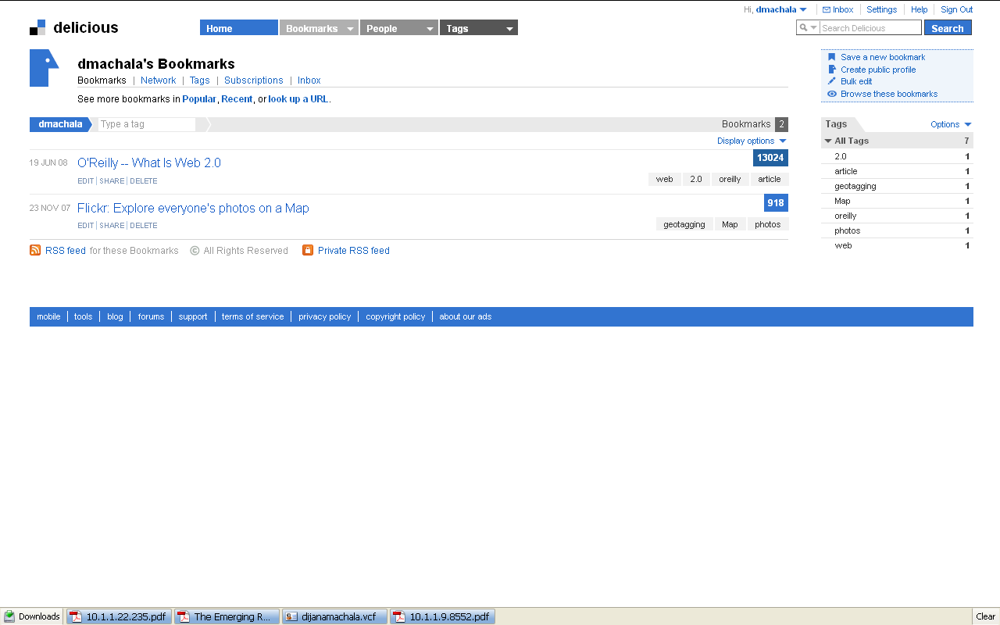 Hi, dmachala Inbox Settings Help Sign Out
delicious Home Bookmarks People Tags Search Delicious Search
dmachala's Bookmarks
Bookmarks | Network | Tags | Subscriptions | Inbox
See more bookmarks in Popular, Recent, or look up a URL.
Save a new bookmark
Create public profile
Bulk edit
Browse these bookmarks
dmachala Type a tag Bookmarks 2
Display options
19 JUN 08 O'Reilly -- What Is Web 2.0 13024
EDIT | SHARE | DELETE web 2.0 oreilly article
23 NOV 07 Flickr: Explore everyone's photos on a Map 918
EDIT | SHARE | DELETE geotagging Map photos
RSS feed for these Bookmarks © All Rights Reserved Private RSS feed
Tags Options
All Tags 7
2.0 1
article 1
geotagging 1
Map 1
oreilly 1
photos 1
web 1
mobile | tools | blog | forums | support | terms of service | privacy policy | copyright policy | about our ads
Downloads 10.1.1.22.235.pdf The Emerging R... dijanamachala.vcf 10.1.1.9.8552.pdf Clear